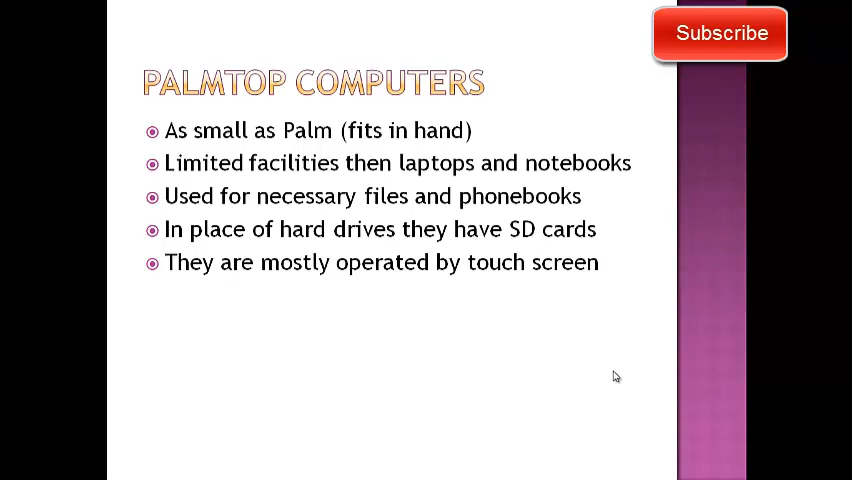 Subscribe
PALMTOP COMPUTERS
As small as Palm (fits in hand)
Limited facilities then laptops and notebooks
Used for necessary files and phonebooks
In place of hard drives they have SD cards
They are mostly operated by touch screen